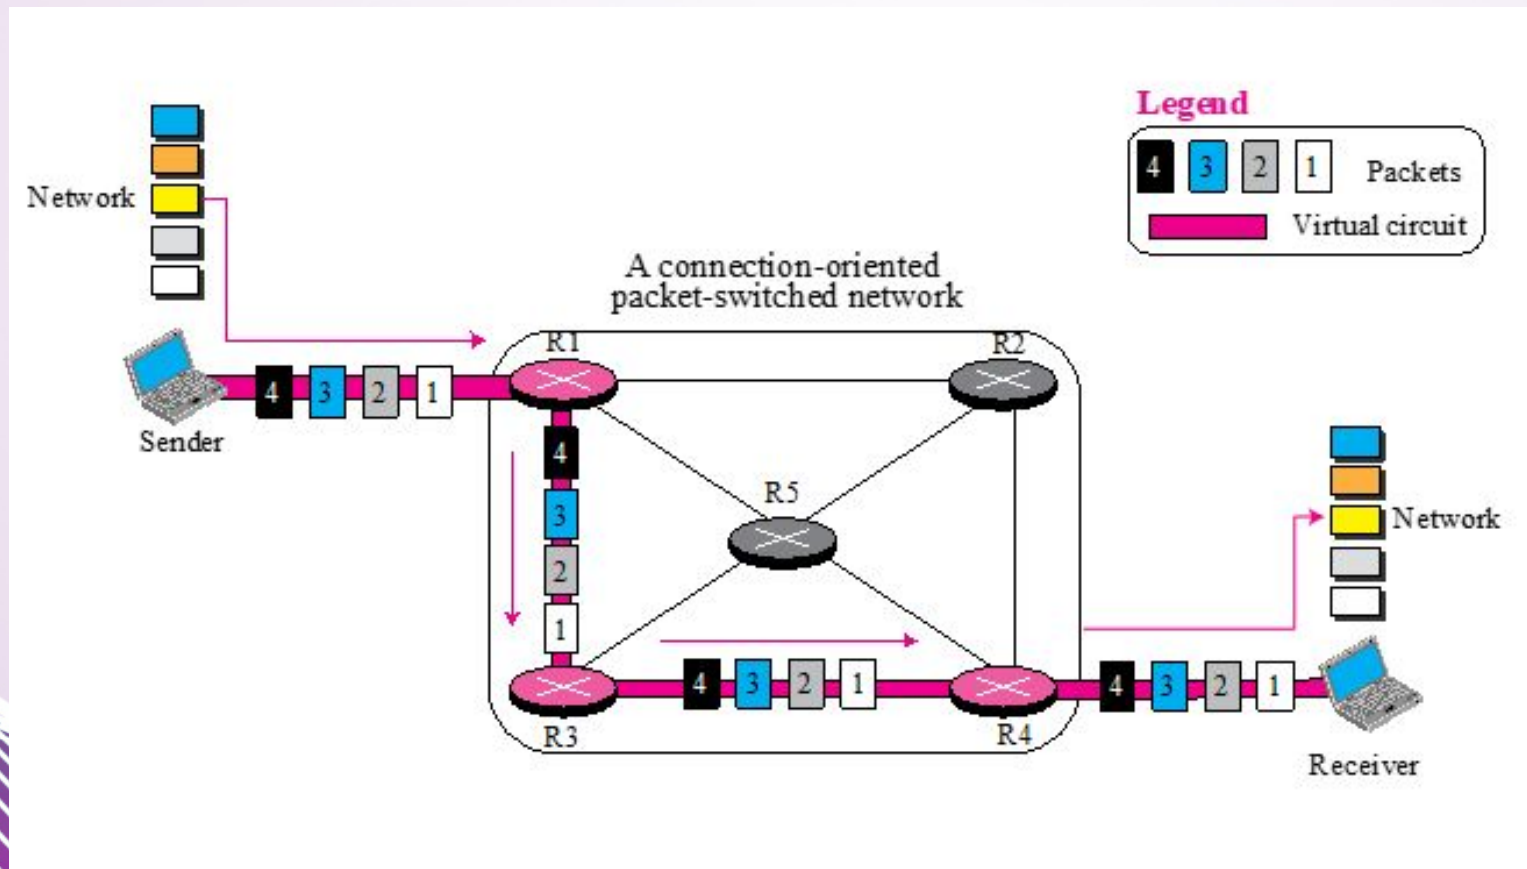 Legend
4 3 2 1 Packets
Virtual circuit
Network
A connection-oriented
packet-switched network
R1
R2
4 3 2 1
Sender
4
3
2
1
R5
Network
4 3 2 1
4 3 2 1
R3
R4
Receiver